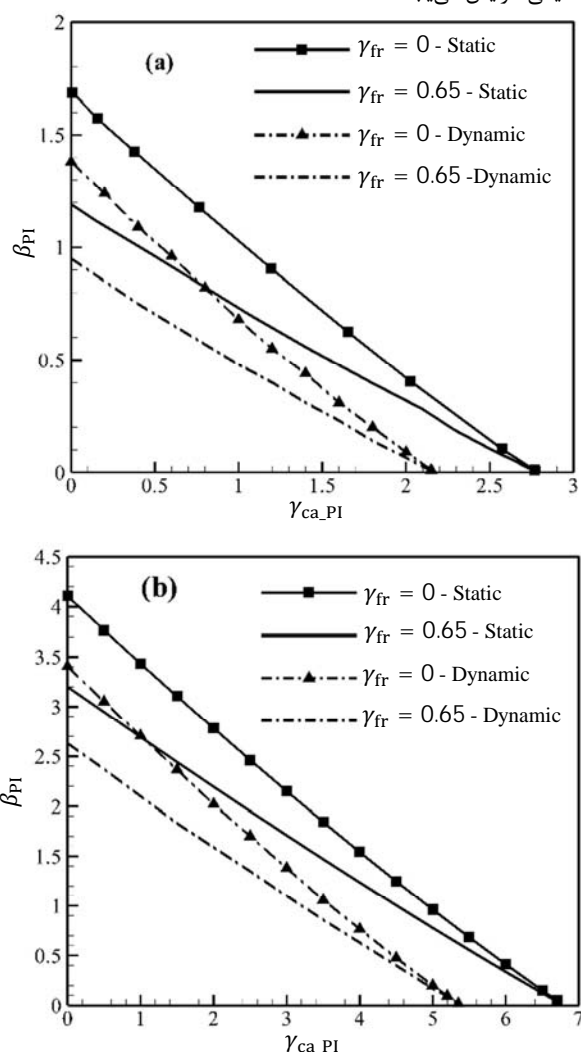 (a)
γfr = 0 - Static
γfr = 0.65 - Static
γfr = 0 - Dynamic
γfr = 0.65 -Dynamic
2
1.5
1
0.5
0
βPI
0 0.5 1 1.5 2 2.5 3
γca_PI
(b)
γfr = 0 - Static
γfr = 0.65 - Static
γfr = 0 - Dynamic
γfr = 0.65 - Dynamic
4.5
4
3.5
3
2.5
2
1.5
1
0.5
0
βPI
0 1 2 3 4 5 6 7
γca_PI